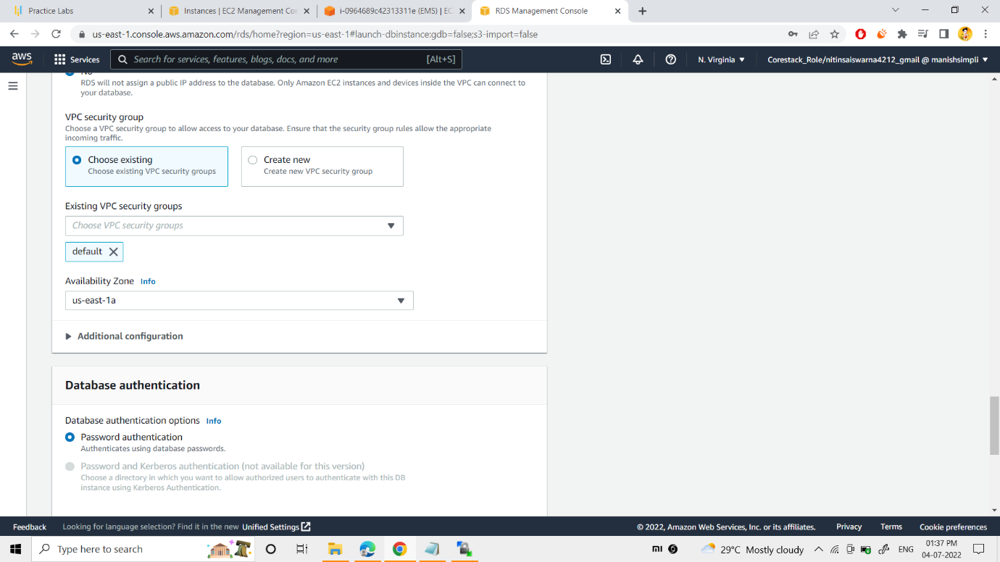 Practice Labs
Instances | EC2 Management Con
i-0964689c42313311e (EMS) | EC
RDS Management Console
us-east-1.console.aws.amazon.com/rds/home?region=us-east-1#launch-dbinstance:gdb=false;s3-import=false
aws
Services
Search for services, features, blogs, docs, and more
[Alt+S]
N. Virginia
Corestack_Role/nitinsaiswarna4212_gmail @ manishsimpli
No
RDS will not assign a public IP address to the database. Only Amazon EC2 instances and devices inside the VPC can connect to
your database.
VPC security group
Choose a VPC security group to allow access to your database. Ensure that the security group rules allow the appropriate
incoming traffic.
Choose existing
Choose existing VPC security groups
Create new
Create new VPC security group
Existing VPC security groups
Choose VPC security groups
default
Availability Zone Info
us-east-1a
Additional configuration
Database authentication
Database authentication options Info
Password authentication
Authenticates using database passwords.
Password and Kerberos authentication (not available for this version)
Choose a directory in which you want to allow authorized users to authenticate with this DB
instance using Kerberos Authentication.
Feedback
Looking for language selection? Find it in the new Unified Settings
© 2022, Amazon Web Services, Inc. or its affiliates.
Privacy
Terms
Cookie preferences
Type here to search
29°C Mostly cloudy
ENG
01:37 PM
04-07-2022